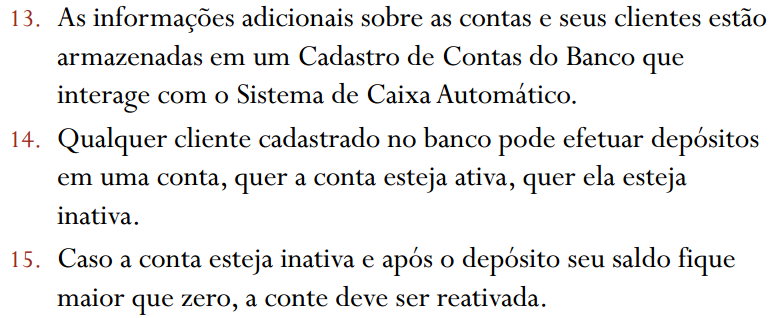 13. As informações adicionais sobre as contas e seus clientes estão
armazenadas em um Cadastro de Contas do Banco que
interage com o Sistema de Caixa Automático.
14. Qualquer cliente cadastrado no banco pode efetuar depósitos
em uma conta, quer a conta esteja ativa, quer ela esteja
inativa.
15. Caso a conta esteja inativa e após o depósito seu saldo fique
maior que zero, a conte deve ser reativada.